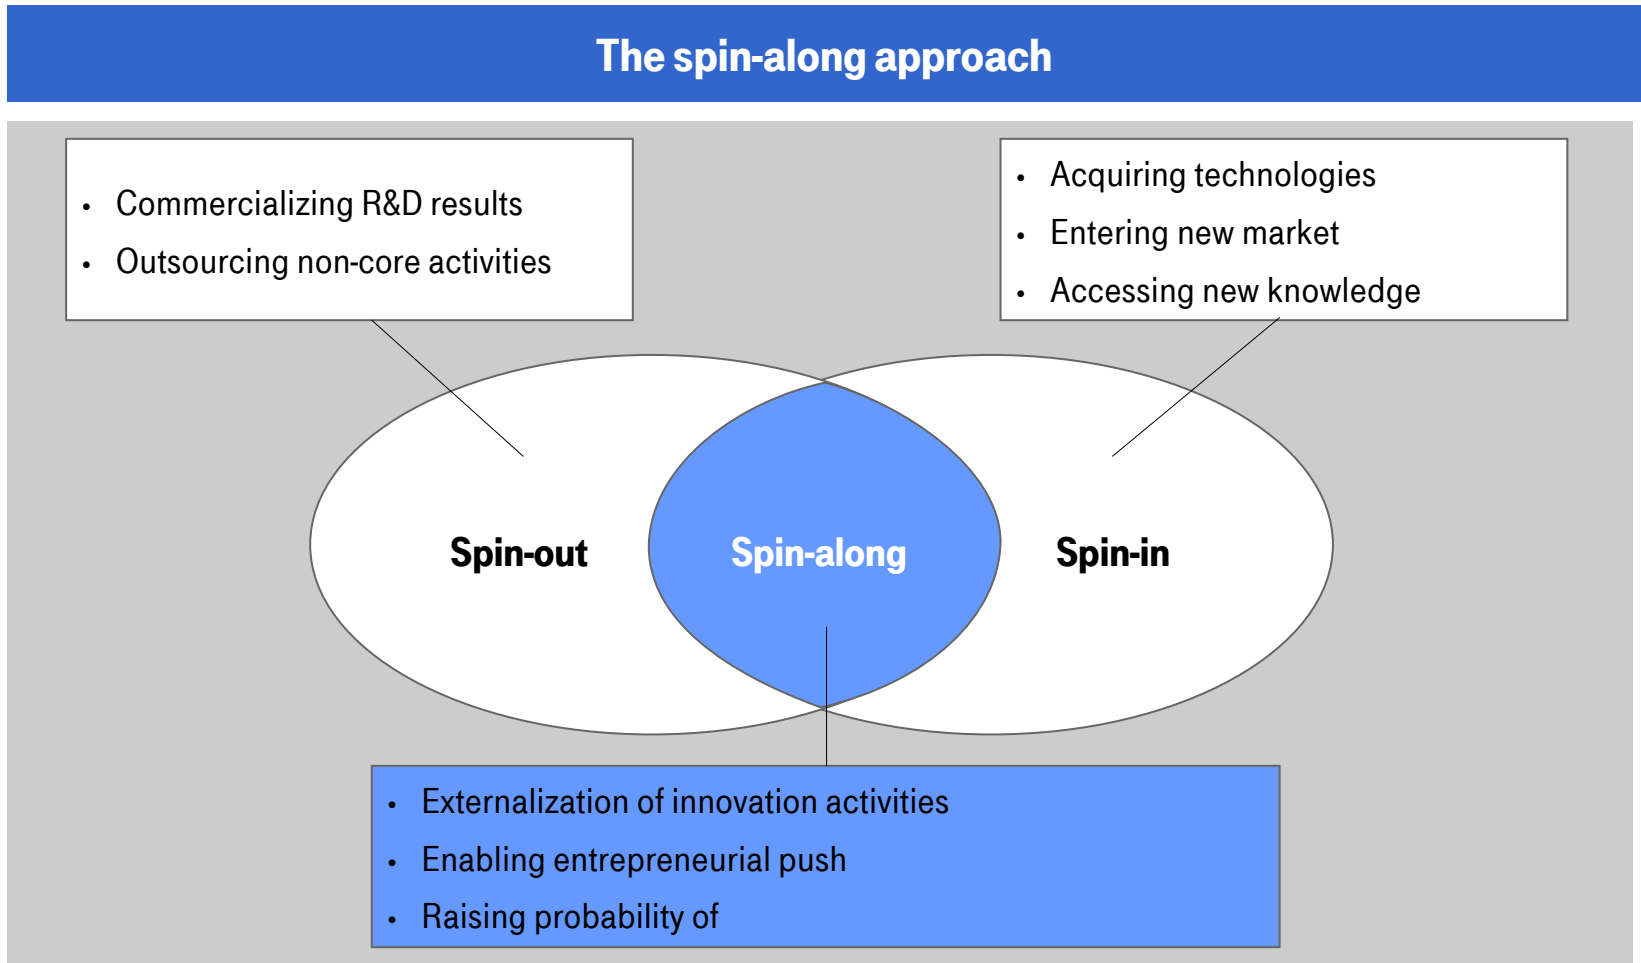 The spin-along approach
• Commercializing R&D results
• Outsourcing non-core activities
• Acquiring technologies
• Entering new market
• Accessing new knowledge
Spin-out
Spin-along
Spin-in
• Externalization of innovation activities
• Enabling entrepreneurial push
• Raising probability of